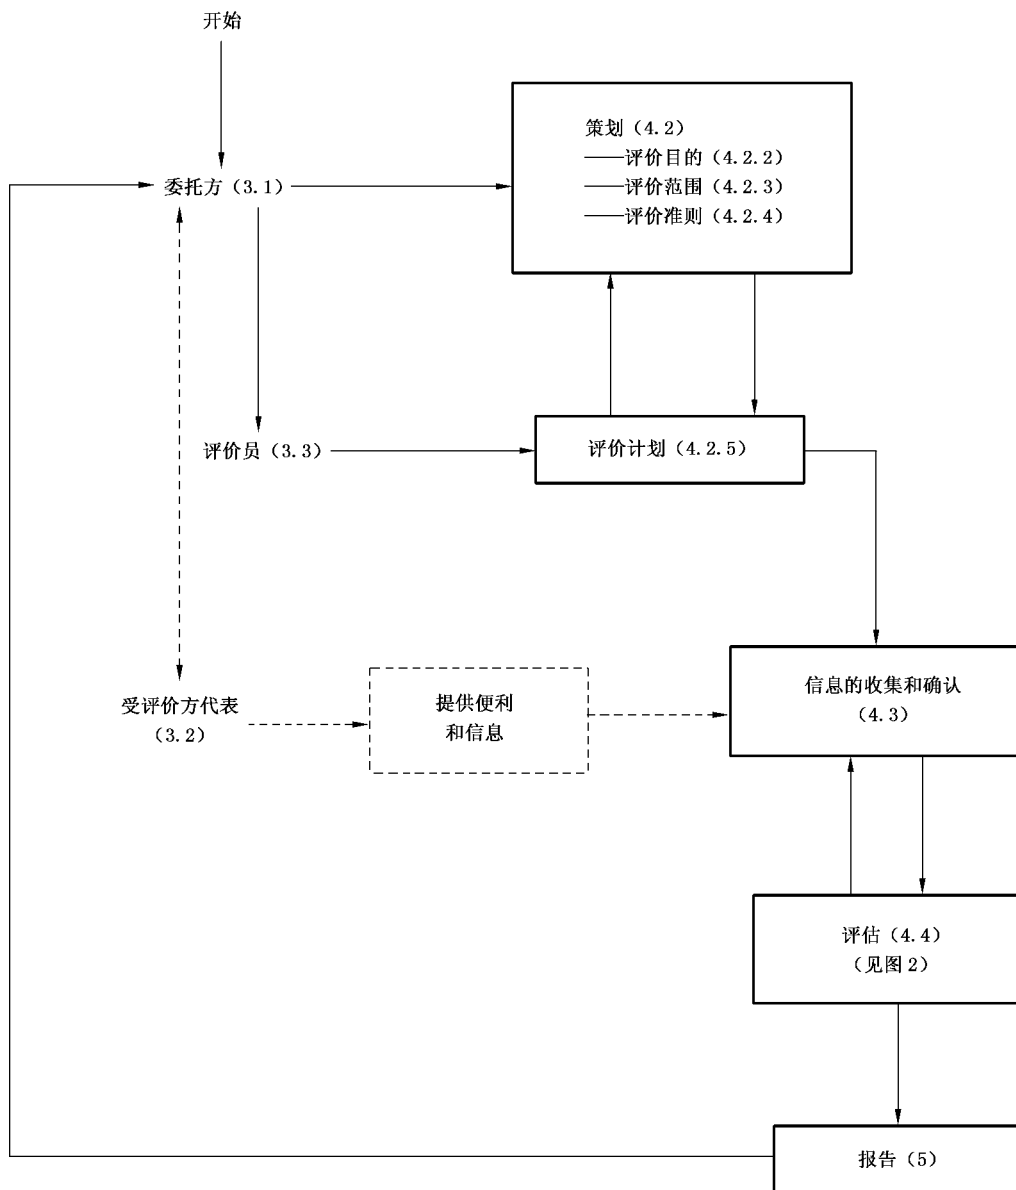 开始
策划（4.2）
——评价目的（4.2.2）
委托方（3.1）
——评价范围（4.2.3）
——评价准则（4.2.4）
评价员（3.3）
评价计划（4.2.5）
信息的收集和确认
（4.3）
受评价方代表
（3.2）
提供便利
和信息
评估（4.4）
（见图2）
报告（5）